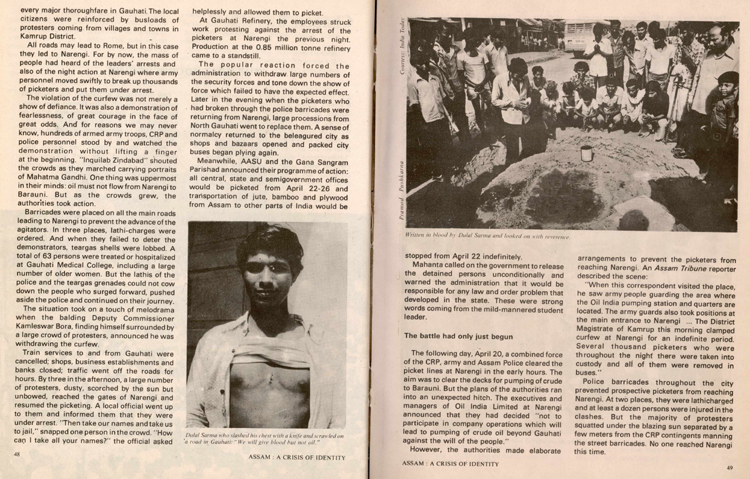 every major thoroughfare in Gauhati. The local
citizens were reinforced by busloads of
protesters coming from villages and towns in
Kamrup District.
All roads may lead to Rome, but in this case
they led to Narengi. For by now, the mass of
people had heard of the leaders' arrests and
also of the night action at Narengi where army
personnel moved swiftly to break up thousands
of picketers and put them under arrest.
The violation of the curfew was not merely a
show of defiance. It was also a demonstration of
fearlessness, of great courage in the face of
great odds. And for reasons we may never
know, hundreds of armed army troops, CRP and
police personnel stood by and watched the
demonstration without lifting a finger
at the beginning. "Inquilab Zindabad" shouted
the crowds as they marched carrying portraits
of Mahatma Gandhi. One thing was uppermost
in their minds: oil must not flow from Narengi to
Barauni. But as the crowds grew, the
authorities took action.
Barricades were placed on all the main roads
leading to Narengi to prevent the advance of the
agitators. In three places, lathi-charges were
ordered. And when they failed to deter the
demonstrators, teargas shells were lobbed. A
total of 63 persons were treated or hospitalized
at Gauhati Medical College, including a large
number of older women. But the lathis of the
police and the teargas grenades could not cow
down the people who surged forward, pushed
aside the police and continued on their journey.
The situation took on a touch of melodrama
when the balding Deputy Commissioner
Kamleswar Bora, finding himself surrounded by
a large crowd of protesters, announced he was
withdrawing the curfew.
Train services to and from Gauhati were
cancelled; shops, business establishments and
banks closed; traffic went off the roads for
hours. By three in the afternoon, a large number
of protesters, dusty, scorched by the sun but
unbowed, reached the gates of Narengi and
resumed the picketing. A local official went up
to them and informed them that they were
under arrest. "Then take our names and take us
to jail," snapped one person in the crowd. "How
can I take all your names?" the official asked
48
helplessly and allowed them to picket.
At Gauhati Refinery, the employees struck
work protesting against the arrest of the
picketers at Narengi the previous night.
Production at the 0.85 million tonne refinery
came to a standstill.
The popular reaction forced the
administration to withdraw large numbers of
the security forces and tone down the show of
force which failed to have the expected effect.
Later in the evening when the picketers who
had broken through the police barricades were
returning from Narengi, large processions from
North Gauhati went to replace them. A sense of
normalcy returned to the beleagured city as
shops and bazaars opened and packed city
buses began plying again.
Meanwhile, AASU and the Gana Sangram
Parishad announced their programme of action:
all central, state and semigovernment offices
would be picketed from April 22-26 and
transportation of jute, bamboo and plywood
from Assam to other parts of India would be
Dulal Sarma who slashed his chest with a knife and scrawled on
a road in Gauhati: "We will give blood but not oil."
ASSAM : A CRISIS OF IDENTITY
Courtesy: India Today
Pramod Pushkarna
Written in blood by Dulal Sarma and looked on with reverence.
stopped from April 22 indefinitely.
Mahanta called on the government to release
the detained persons unconditionally and
warned the administration that it would be
responsible for any law and order problem that
developed in the state. These were strong
words coming from the mild-mannered student
leader.
The battle had only just begun
The following day, April 20, a combined force
of the CRP, army and Assam Police cleared the
picket lines at Narengi in the early hours. The
aim was to clear the decks for pumping of crude
to Barauni. But the plans of the authorities ran
into an unexpected hitch. The executives and
managers of Oil India Limited at Narengi
announced that they had decided "not to
participate in company operations which will
lead to pumping of crude oil beyond Gauhati
against the will of the people."
However, the authorities made elaborate
ASSAM : A CRISIS OF IDENTITY
arrangements to prevent the picketers from
reaching Narengi. An Assam Tribune reporter
described the scene:
"When this correspondent visited the place,
he saw army people guarding the area where
the Oil India pumping station and quarters are
located. The army guards also took positions at
the main entrance to Narengi ... The District
Magistrate of Kamrup this morning clamped
curfew at Narengi for an indefinite period.
Several thousand picketers who were
throughout the night there were taken into
custody and all of them were removed in
buses."
Police barricades throughout the city
prevented prospective picketers from reaching
Narengi. At two places, they were lathicharged
and at least a dozen persons were injured in the
clashes. But the majority of protesters
squatted under the blazing sun separated by a
few meters from the CRP contingents manning
the street barricades. No one reached Narengi
this time.
49